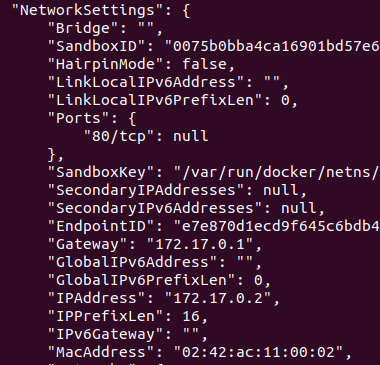 "NetworkSettings": {
"Bridge": "",
"SandboxID": "0075b0bba4ca16901bd57e6
"HairpinMode": false,
"LinkLocalIPv6Address": "",
"LinkLocalIPv6PrefixLen": 0,
"Ports": {
"80/tcp": null
},
"SandboxKey": "/var/run/docker/netns/
"SecondaryIPAddresses": null,
"SecondaryIPv6Addresses": null,
"EndpointID": "e7e870d1ecd9f645c6bdb4
"Gateway": "172.17.0.1",
"GlobalIPv6Address": "",
"GlobalIPv6PrefixLen": 0,
"IPAddress": "172.17.0.2",
"IPPrefixLen": 16,
"IPv6Gateway": "",
"MacAddress": "02:42:ac:11:00:02",